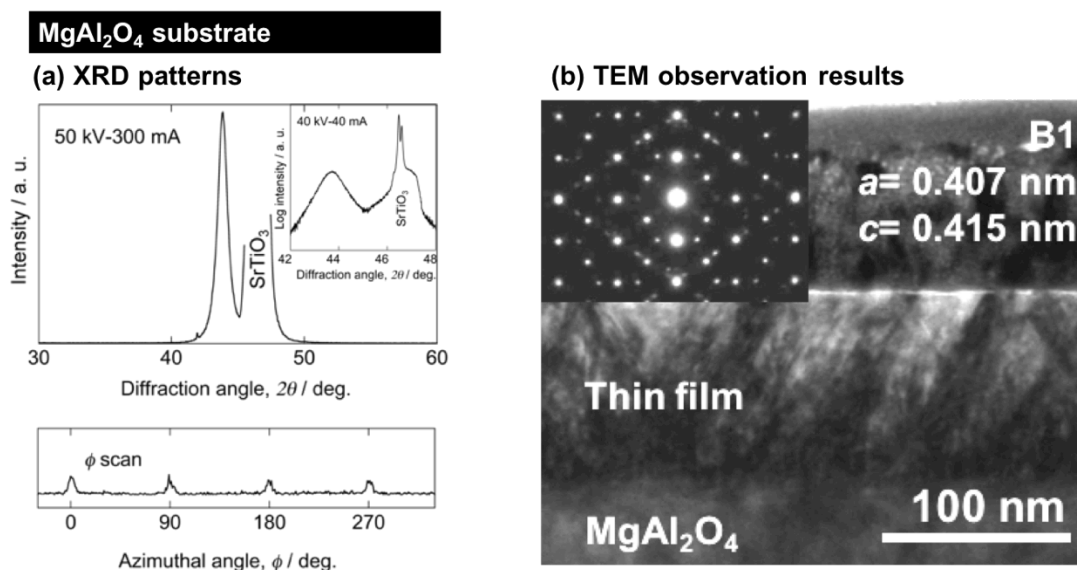 MgAl₂O₄ substrate
(a) XRD patterns
50 kV-300 mA
Intensity / a. u.
SrTiO₃
30 40 50 60
Diffraction angle, 2θ / deg.
40 kV-40 mA
Log intensity / a. u.
SrTiO₃
42 44 46 48
Diffraction angle, 2θ / deg.
ϕ scan
0 90 180 270
Azimuthal angle, ϕ / deg.
(b) TEM observation results
B1
a= 0.407 nm
c= 0.415 nm
Thin film
100 nm
MgAl₂O₄